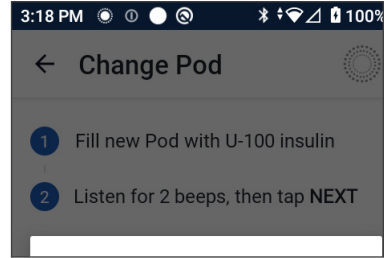 3:18 PM 100%
← Change Pod
1 Fill new Pod with U-100 insulin
2 Listen for 2 beeps, then tap NEXT